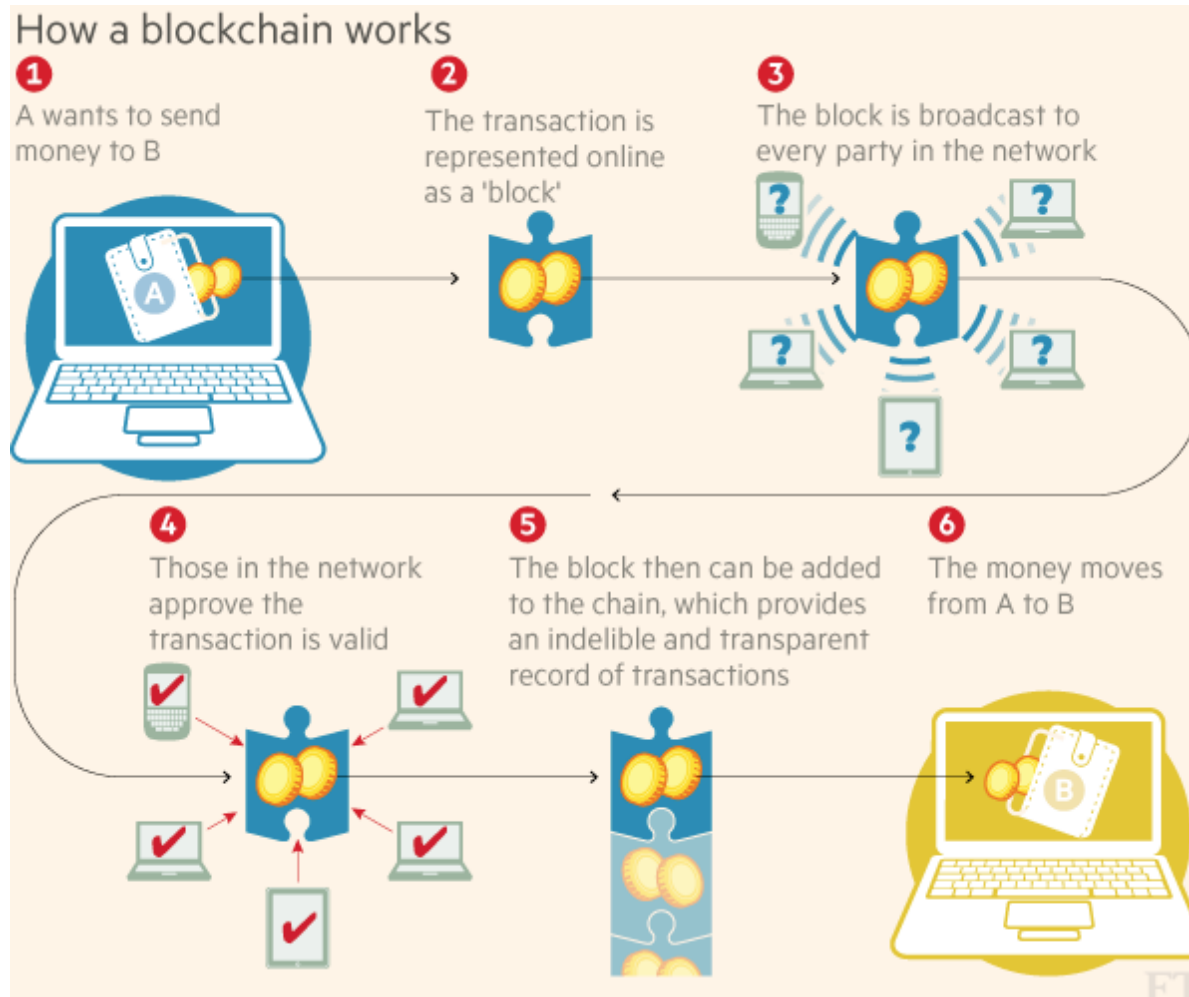 How a blockchain works
1
A wants to send
money to B
2
The transaction is
represented online
as a 'block'
3
The block is broadcast to
every party in the network
A
?
?
?
?
?
4
Those in the network
approve the
transaction is valid
5
The block then can be added
to the chain, which provides
an indelible and transparent
record of transactions
6
The money moves
from A to B
B
FT